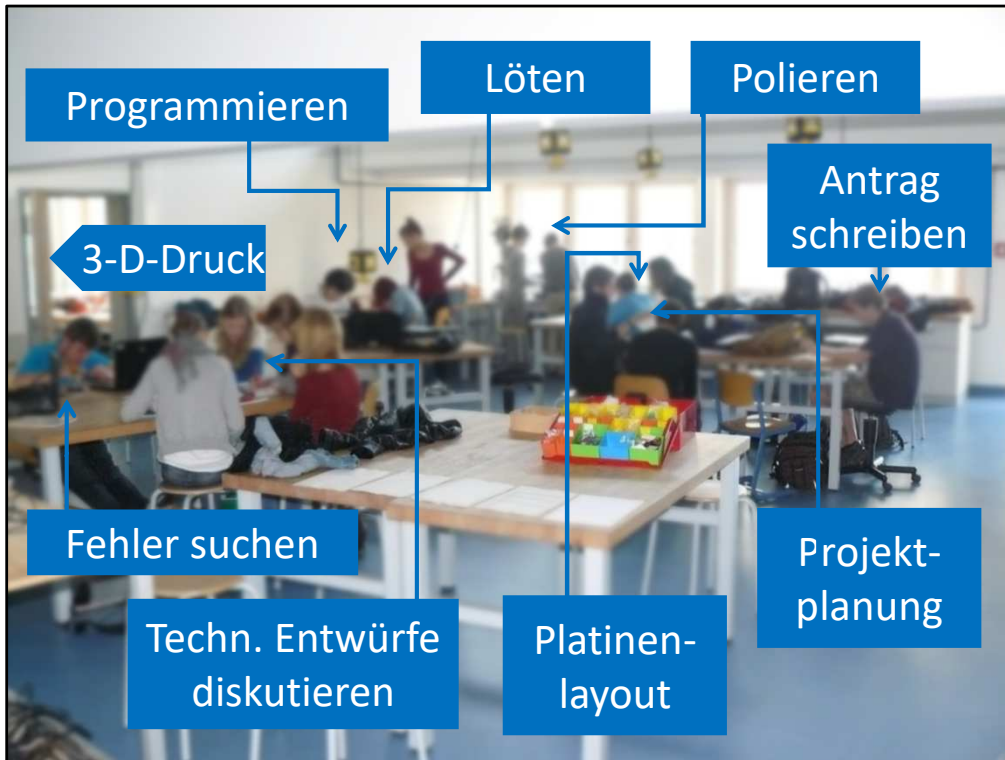 Programmieren
Löten
Polieren
Antrag
schreiben
3-D-Druck
Fehler suchen
Techn. Entwürfe
diskutieren
Platinen-
layout
Projekt-
planung